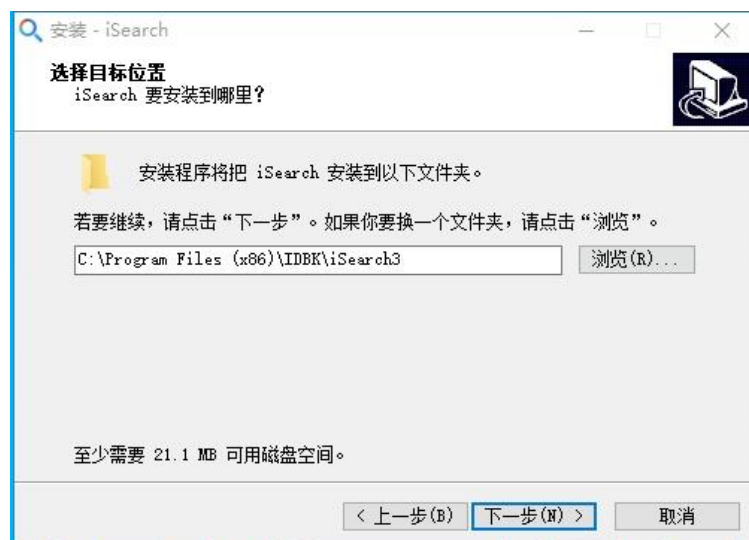 安装 - iSearch
选择目标位置
iSearch 要安装到哪里?
安装程序将把 iSearch 安装到以下文件夹。
若要继续,请点击“下一步”。如果你要换一个文件夹,请点击“浏览”。
C:\Program Files (x86)\IDBK\iSearch3
浏览(R)...
至少需要 21.1 MB 可用磁盘空间。
< 上一步(B) 下一步(N) > 取消